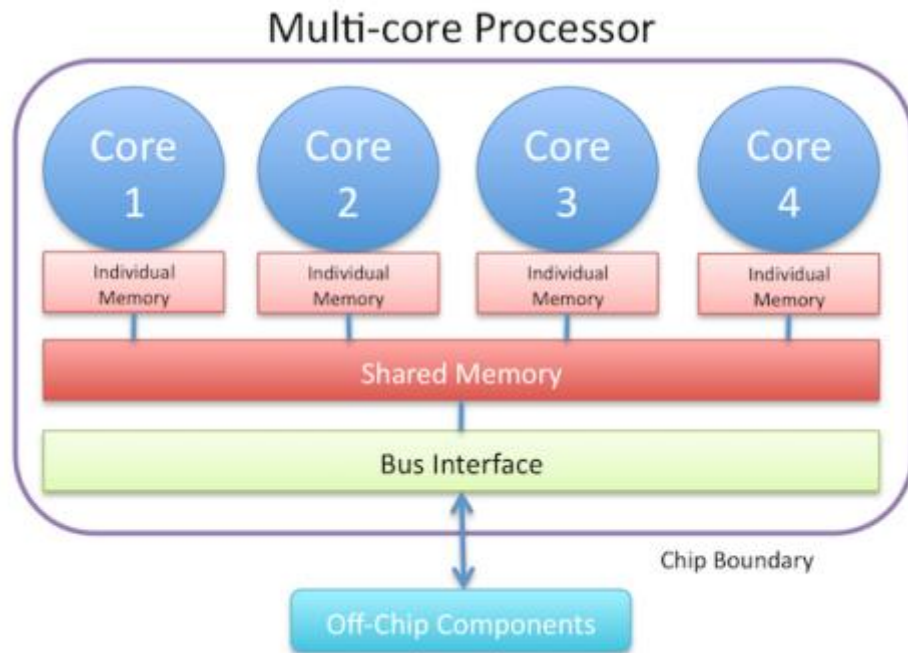 Multi-core Processor
Core
1
Core
2
Core
3
Core
4
Individual
Memory
Individual
Memory
Individual
Memory
Individual
Memory
Shared Memory
Bus Interface
Chip Boundary
Off-Chip Components